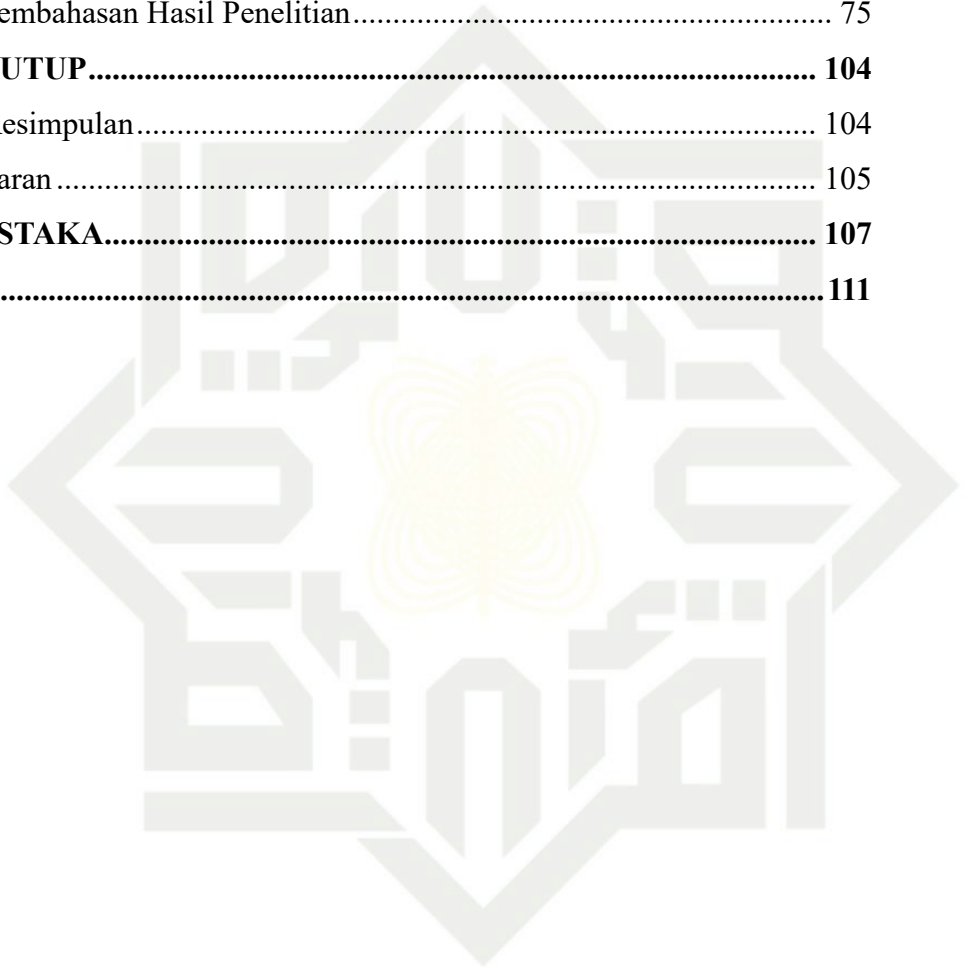 embahasan Hasil Penelitian........................................................... 75
UTUP............................................................................................ 104
esimpulan...................................................................................... 104
aran................................................................................................ 105
STAKA.......................................................................................... 107
........................................................................................................ 111